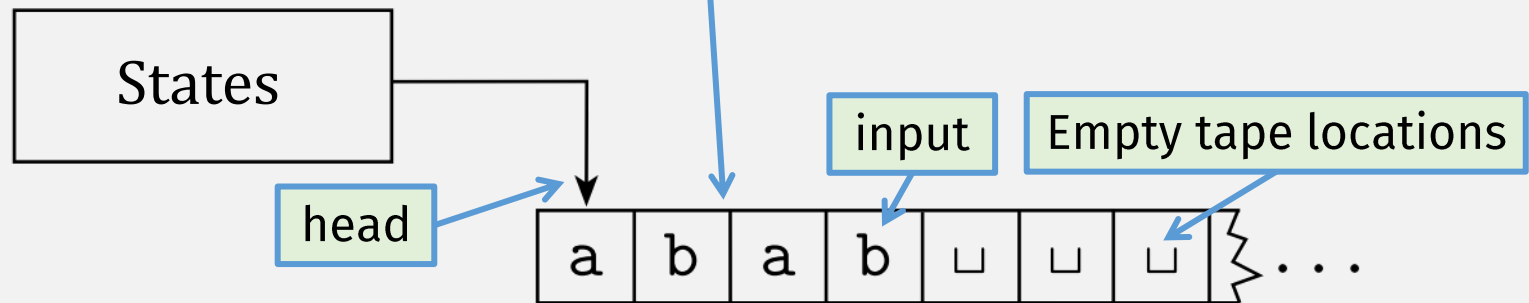 States
input
Empty tape locations
head
a b a b ␣ ␣ ␣ ...